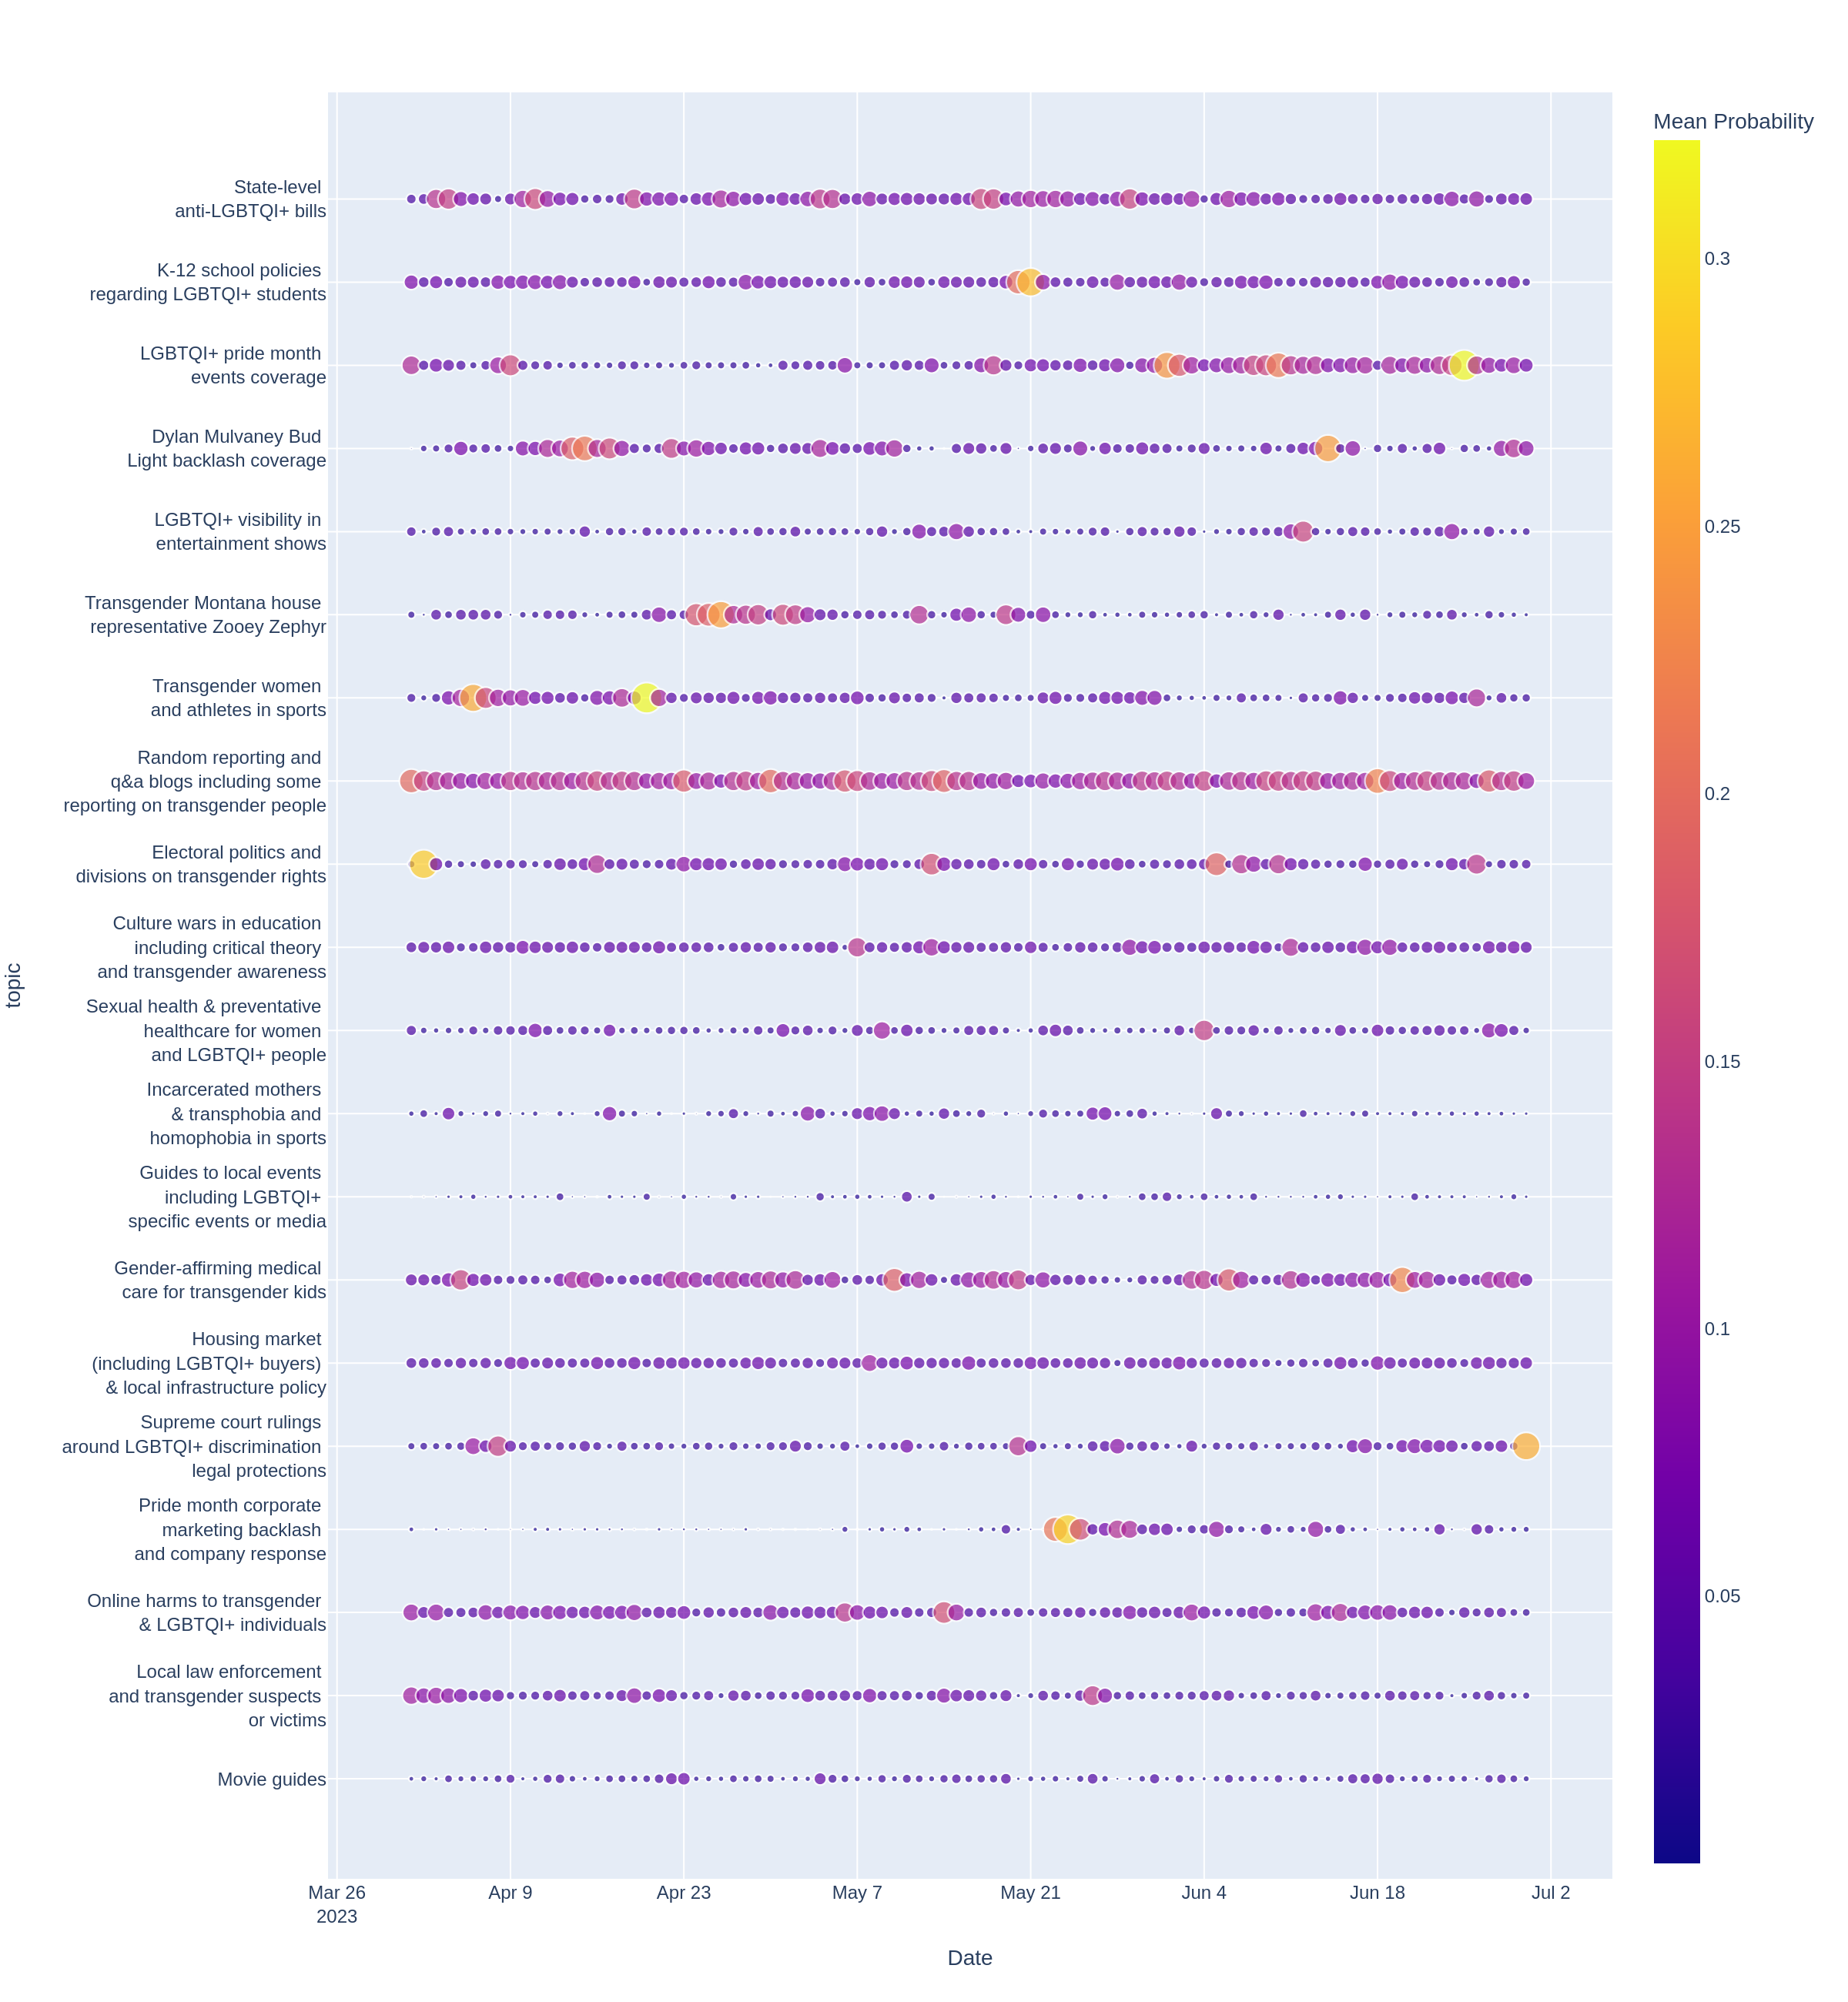 Mean Probability
State-level
anti-LGBTQI+ bills
K-12 school policies
regarding LGBTQI+ students
LGBTQI+ pride month
events coverage
Dylan Mulvaney Bud
Light backlash coverage
LGBTQI+ visibility in
entertainment shows
Transgender Montana house
representative Zooey Zephyr
Transgender women
and athletes in sports
Random reporting and
q&a blogs including some
reporting on transgender people
Electoral politics and
divisions on transgender rights
Culture wars in education
including critical theory
and transgender awareness
Sexual health & preventative
healthcare for women
and LGBTQI+ people
Incarcerated mothers
& transphobia and
homophobia in sports
Guides to local events
including LGBTQI+
specific events or media
Gender-affirming medical
care for transgender kids
Housing market
(including LGBTQI+ buyers)
& local infrastructure policy
Supreme court rulings
around LGBTQI+ discrimination
legal protections
Pride month corporate
marketing backlash
and company response
Online harms to transgender
& LGBTQI+ individuals
Local law enforcement
and transgender suspects
or victims
Movie guides
topic
0.3
0.25
0.2
0.15
0.1
0.05
Mar 26
2023
Apr 9
Apr 23
May 7
May 21
Jun 4
Jun 18
Jul 2
Date